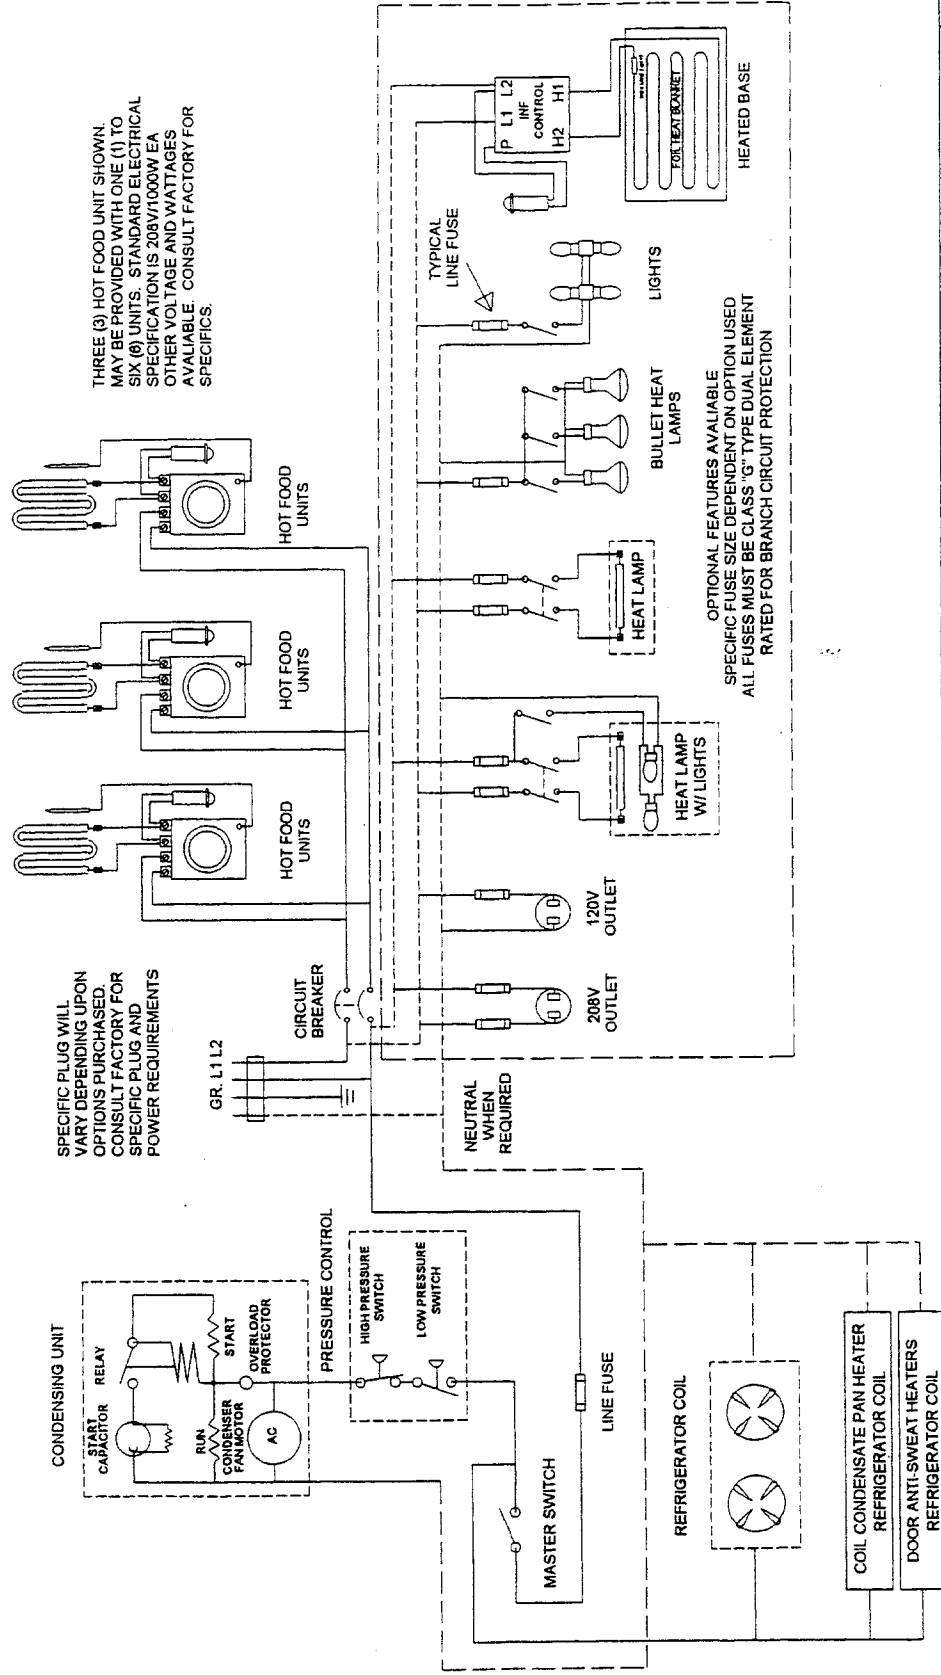 SPECIFIC PLUG WILL
VARY DEPENDING UPON
OPTIONS PURCHASED.
CONSULT FACTORY FOR
SPECIFIC PLUG AND
POWER REQUIREMENTS
THREE (3) HOT FOOD UNIT SHOWN.
MAY BE PROVIDED WITH ONE (1) TO
SIX (6) UNITS. STANDARD ELECTRICAL
SPECIFICATION IS 208V/1000W EA
OTHER VOLTAGE AND WATTAGES
AVALIABLE. CONSULT FACTORY FOR
SPECIFICS.
CONDENSING UNIT
START
CAPACITOR
RELAY
RUN
START
CONDENSER
FAN MOTOR
OVERLOAD
PROTECTOR
AC
PRESSURE CONTROL
HIGH PRESSURE
SWITCH
LOW PRESSURE
SWITCH
GR. L1 L2
CIRCUIT
BREAKER
HOT FOOD
UNITS
HOT FOOD
UNITS
HOT FOOD
UNITS
NEUTRAL
WHEN
REQUIRED
MASTER SWITCH
LINE FUSE
REFRIGERATOR COIL
COIL CONDENSATE PAN HEATER
REFRIGERATOR COIL
DOOR ANTI-SWEAT HEATERS
REFRIGERATOR COIL
208V
OUTLET
120V
OUTLET
HEAT LAMP
W/ LIGHTS
HEAT LAMP
BULLET HEAT
LAMPS
TYPICAL
LINE FUSE
LIGHTS
P L1 L2
INF
CONTROL
H2 H1
FOIL HEAT BLANKET
HEATED BASE
OPTIONAL FEATURES AVALIABLE
SPECIFIC FUSE SIZE DEPENDENT ON OPTION USED
ALL FUSES MUST BE CLASS "G" TYPE DUAL ELEMENT
RATED FOR BRANCH CIRCUIT PROTECTION